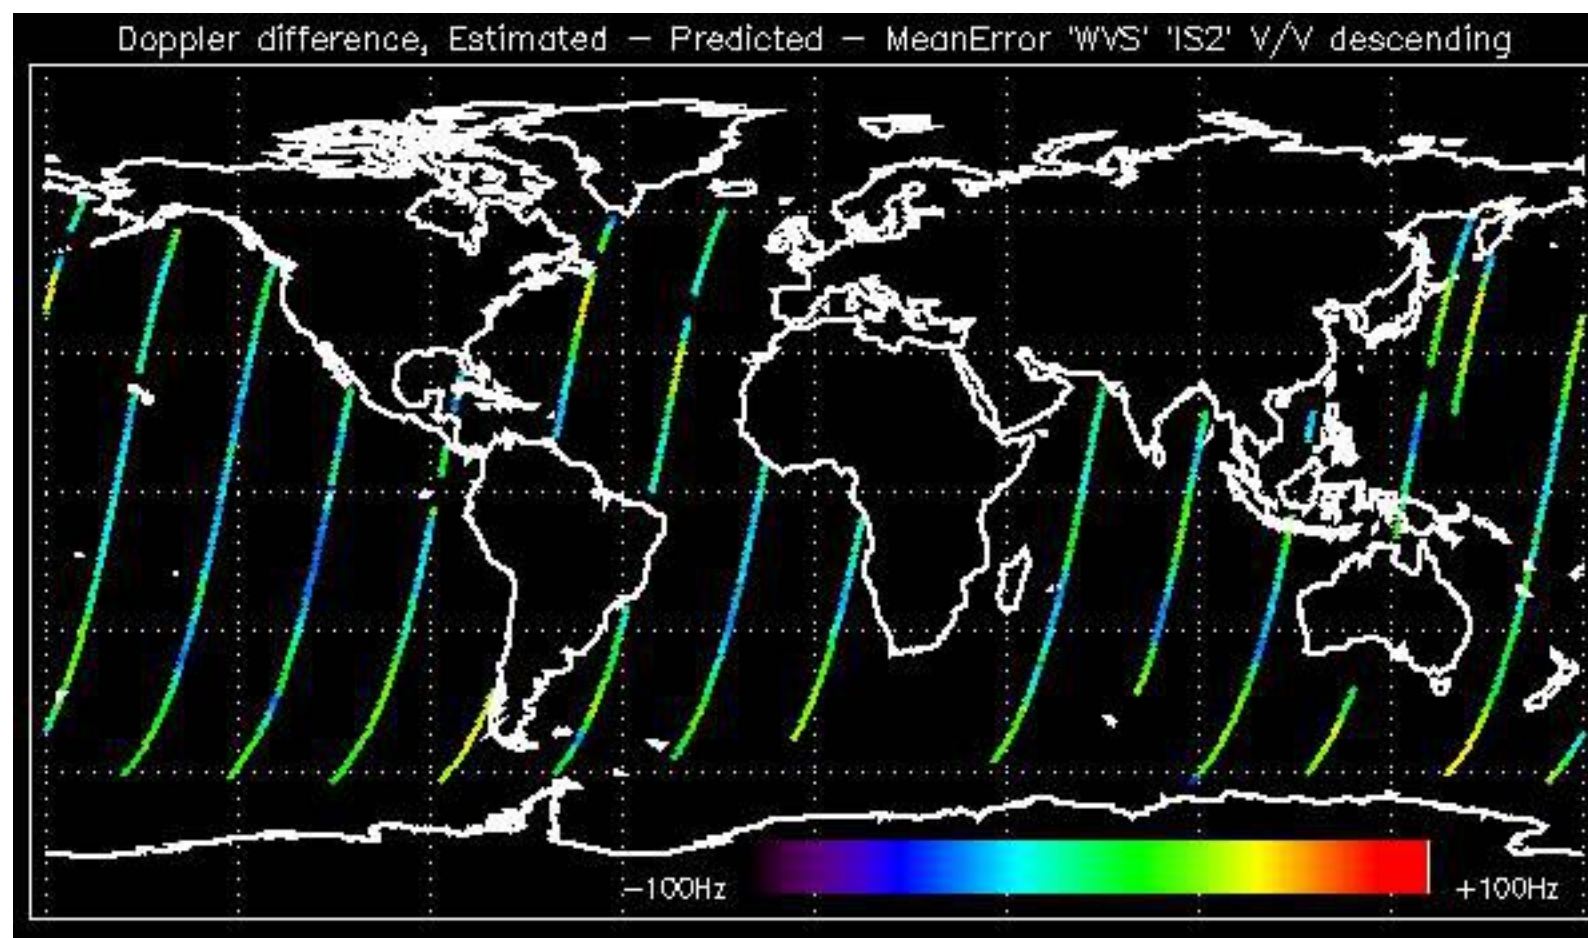 Doppler difference, Estimated - Predicted - MeanError 'WVS' 'IS2' V/V descending
-100Hz +100Hz